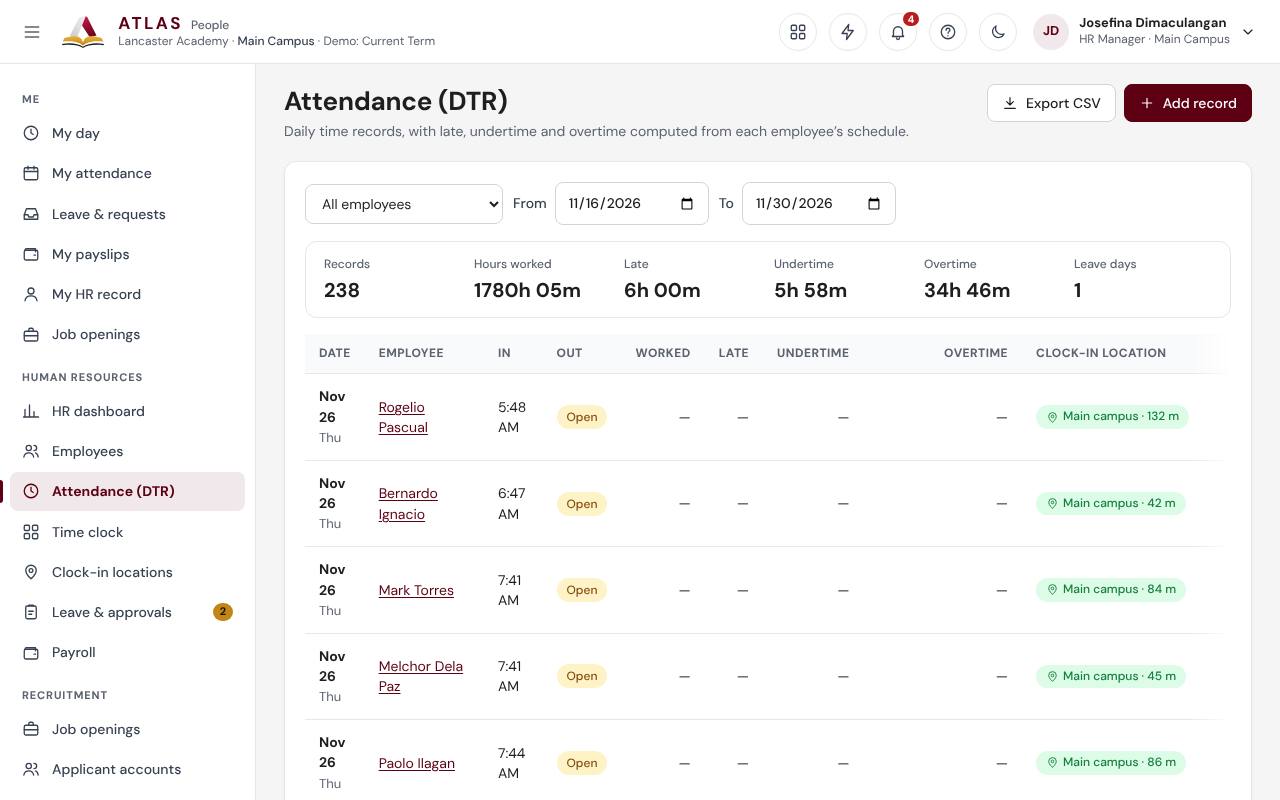 ATLAS People
Lancaster Academy · Main Campus · Demo: Current Term
4
JD
Josefina Dimaculangan
HR Manager · Main Campus
ME
My day
My attendance
Leave & requests
My payslips
My HR record
Job openings
HUMAN RESOURCES
HR dashboard
Employees
Attendance (DTR)
Time clock
Clock-in locations
Leave & approvals 2
Payroll
RECRUITMENT
Job openings
Applicant accounts
Attendance (DTR)
Daily time records, with late, undertime and overtime computed from each employee's schedule.
Export CSV
Add record
All employees From 11/16/2026 To 11/30/2026
Records Hours worked Late Undertime Overtime Leave days
238 1780h 05m 6h 00m 5h 58m 34h 46m 1
DATE EMPLOYEE IN OUT WORKED LATE UNDERTIME OVERTIME CLOCK-IN LOCATION
Nov 26 Thu Rogelio Pascual 5:48 AM Open — — — — Main campus · 132 m
Nov 26 Thu Bernardo Ignacio 6:47 AM Open — — — — Main campus · 42 m
Nov 26 Thu Mark Torres 7:41 AM Open — — — — Main campus · 84 m
Nov 26 Thu Melchor Dela Paz 7:41 AM Open — — — — Main campus · 45 m
Nov 26 Thu Paolo Ilagan 7:44 AM Open — — — — Main campus · 86 m